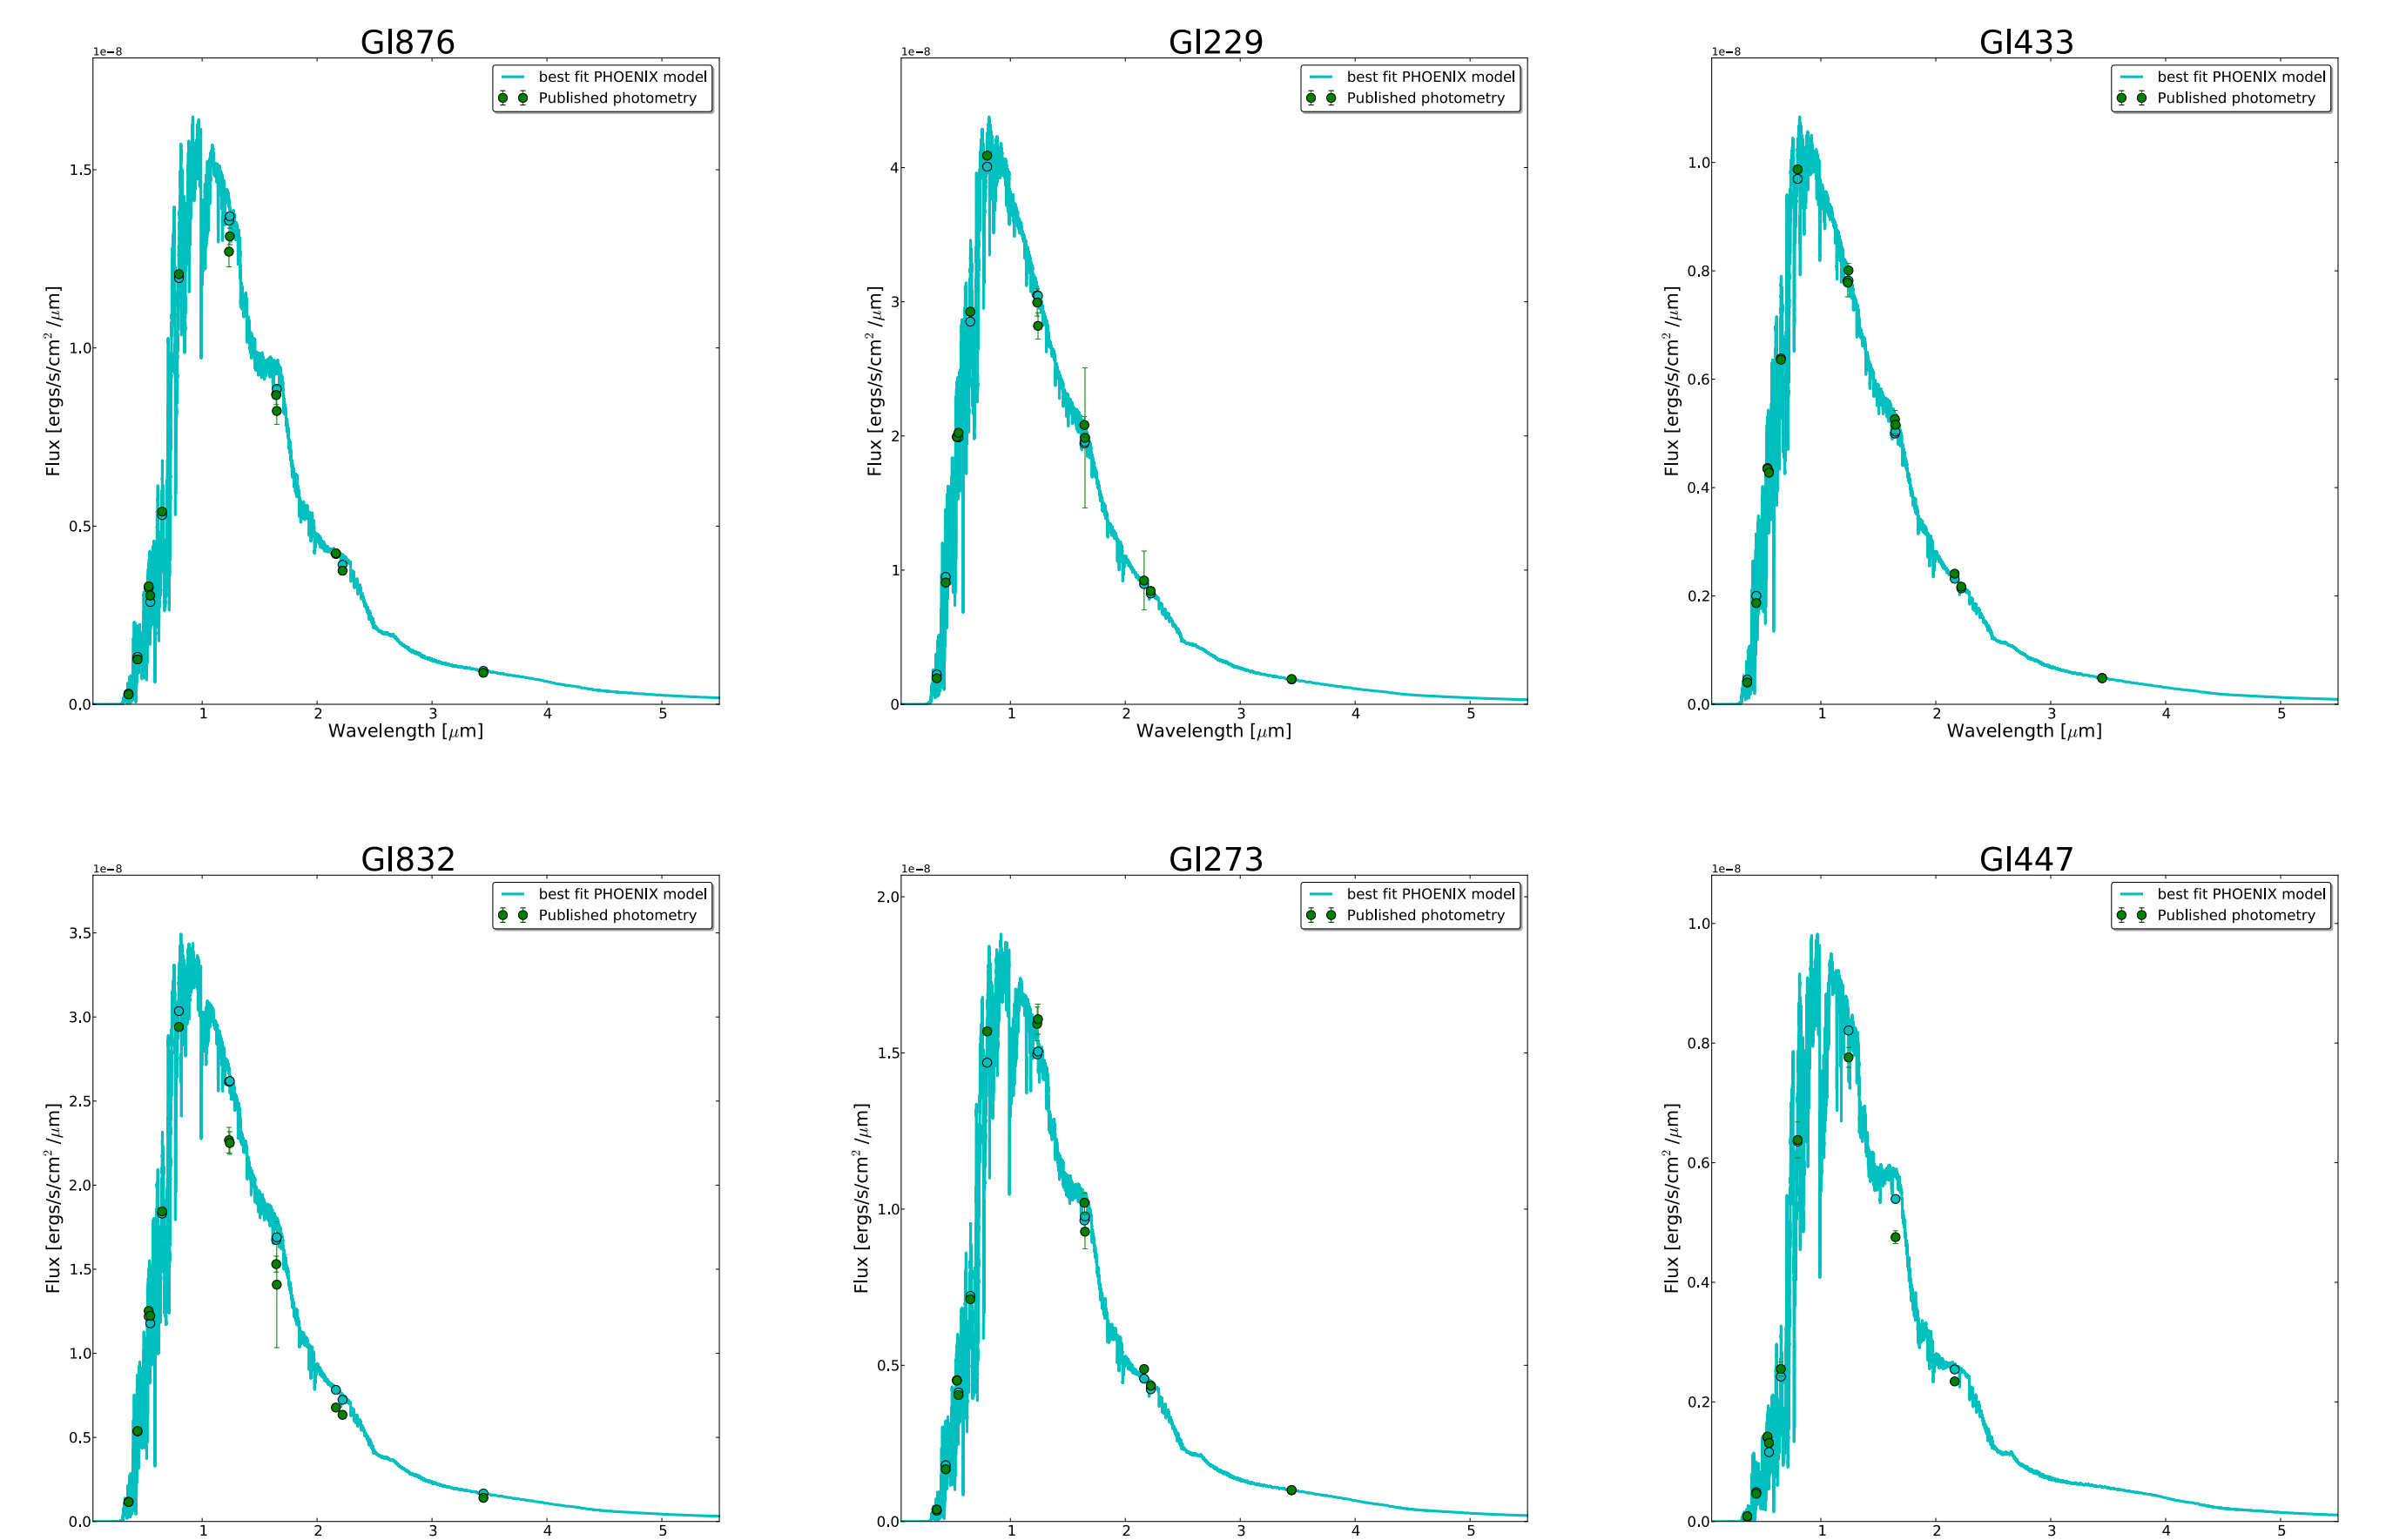 Gl876
1e−8
best fit PHOENIX model
Published photometry
1.5
1.0
0.5
0.0
Flux [ergs/s/cm² /μm]
1 2 3 4 5
Wavelength [μm]
Gl229
1e−8
best fit PHOENIX model
Published photometry
4
3
2
1
0
Flux [ergs/s/cm² /μm]
1 2 3 4 5
Wavelength [μm]
Gl433
1e−8
best fit PHOENIX model
Published photometry
1.0
0.8
0.6
0.4
0.2
0.0
Flux [ergs/s/cm² /μm]
1 2 3 4 5
Wavelength [μm]
Gl832
1e−8
best fit PHOENIX model
Published photometry
3.5
3.0
2.5
2.0
1.5
1.0
0.5
0.0
Flux [ergs/s/cm² /μm]
1 2 3 4 5
Gl273
1e−8
best fit PHOENIX model
Published photometry
2.0
1.5
1.0
0.5
0.0
Flux [ergs/s/cm² /μm]
1 2 3 4 5
Gl447
1e−8
best fit PHOENIX model
Published photometry
1.0
0.8
0.6
0.4
0.2
0.0
Flux [ergs/s/cm² /μm]
1 2 3 4 5